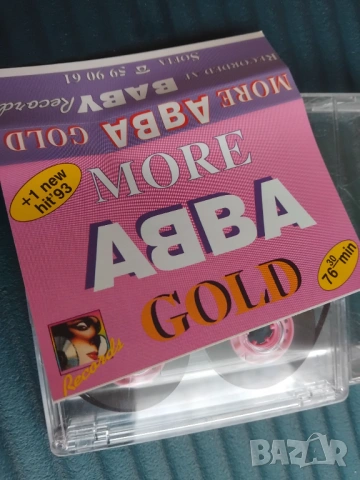 RECORDED AT BABY Records
SOFIA ☎ 59 90 61
MORE ABBA GOLD
+1 new
hit'93
MORE
ABBA
GOLD
76 30 min
Records
BAZAR